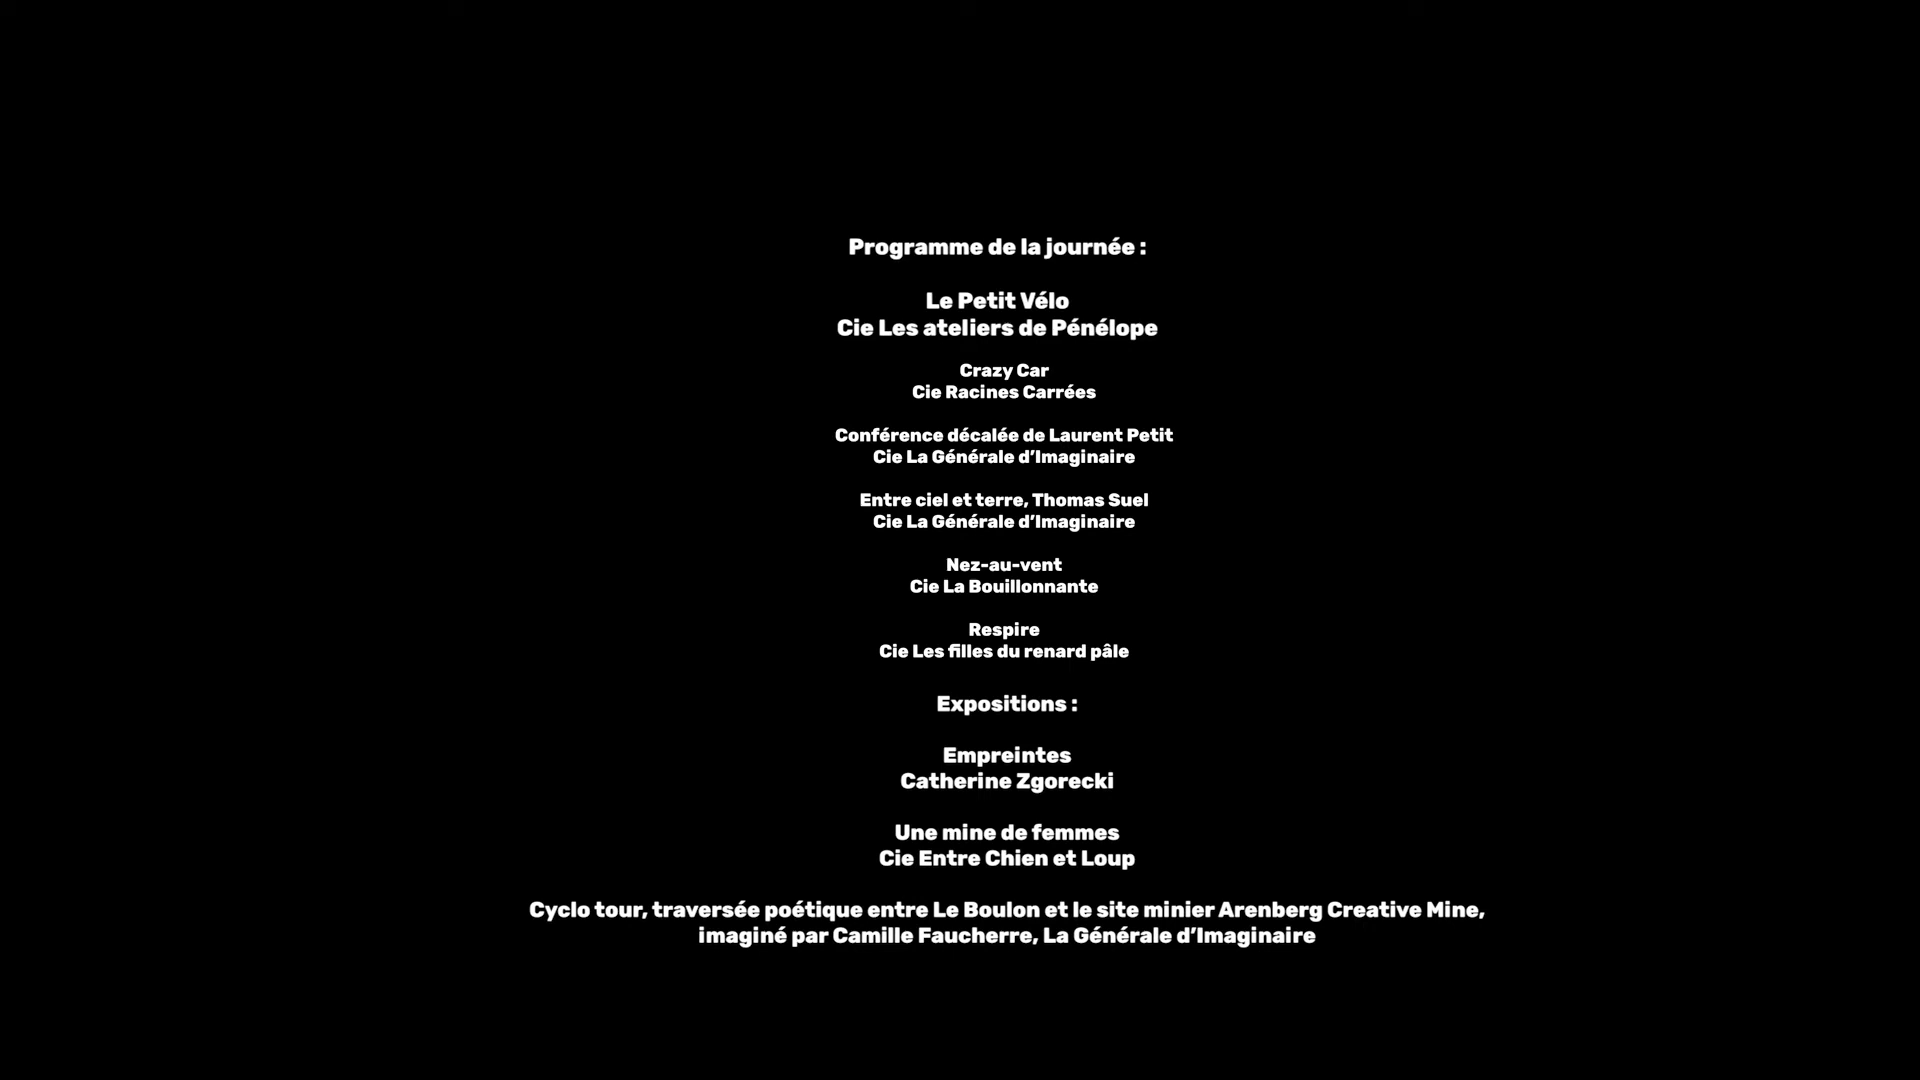 Programme de la journée :
Le Petit Vélo
Cie Les ateliers de Pénélope
Crazy Car
Cie Racines Carrées
Conférence décalée de Laurent Petit
Cie La Générale d’Imaginaire
Entre ciel et terre, Thomas Suel
Cie La Générale d’Imaginaire
Nez-au-vent
Cie La Bouillonnante
Respire
Cie Les filles du renard pâle
Expositions :
Empreintes
Catherine Zgorecki
Une mine de femmes
Cie Entre Chien et Loup
Cyclo tour, traversée poétique entre Le Boulon et le site minier Arenberg Creative Mine,
imaginé par Camille Faucherre, La Générale d’Imaginaire